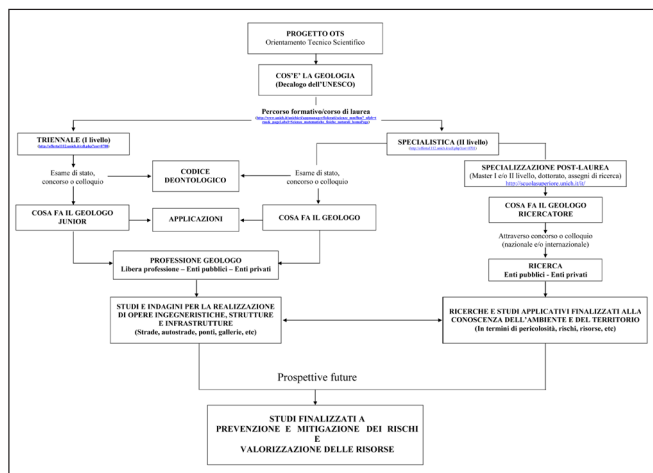 PROGETTO OTS
Orientamento Tecnico Scientifico
COS'E' LA GEOLOGIA
(Decalogo dell'UNESCO)
Percorso formativo/corso di laurea
TRIENNALE (I livello)
SPECIALISTICA (II livello)
SPECIALIZZAZIONE POST-LAUREA
(Master I e/o II livello, dottorato, assegni di ricerca)
http://scuolasuperiore.unich.it/it/
Esame di stato,
concorso o colloquio
CODICE
DEONTOLOGICO
Esame di stato,
concorso o colloquio
COSA FA IL GEOLOGO
RICERCATORE
COSA FA IL GEOLOGO
JUNIOR
APPLICAZIONI
COSA FA IL GEOLOGO
Attraverso concorso o colloquio
(nazionale e/o internazionale)
PROFESSIONE GEOLOGO
Libera professione – Enti pubblici – Enti privati
RICERCA
Enti pubblici - Enti privati
STUDI E INDAGINI PER LA REALIZZAZIONE
DI OPERE INGEGNERISTICHE, STRUTTURE
E INFRASTRUTTURE
(Strade, autostrade, ponti, gallerie, etc)
RICERCHE E STUDI APPLICATIVI FINALIZZATI ALLA
CONOSCENZA DELL'AMBIENTE E DEL TERRITORIO
(In termini di pericolosità, rischi, risorse, etc)
Prospettive future
STUDI FINALIZZATI A
PREVENZIONE E MITIGAZIONE DEI RISCHI
E
VALORIZZAZIONE DELLE RISORSE